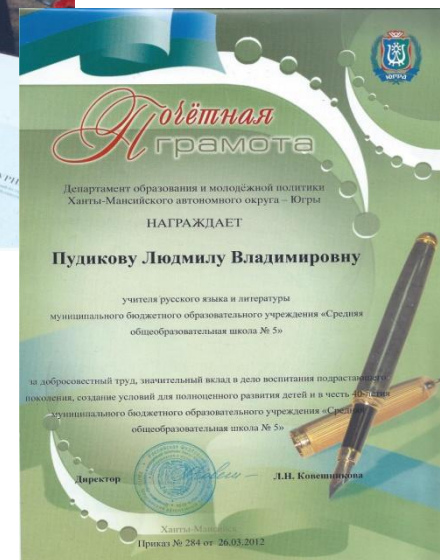 ЮГРА
Почётная
грамота
Департамент образования и молодёжной политики
Ханты-Мансийского автономного округа – Югры
НАГРАЖДАЕТ
Пудикову Людмилу Владимировну
учителя русского языка и литературы
муниципального бюджетного образовательного учреждения «Средняя
общеобразовательная школа № 5»
за добросовестный труд, значительный вклад в дело воспитания подрастающего
поколения, создание условий для полноценного развития детей и в честь 40-летия
муниципального бюджетного образовательного учреждения «Средняя
общеобразовательная школа № 5»
Директор Л.Н. Ковешникова
Ханты-Мансийск
Приказ № 284 от 26.03.2012